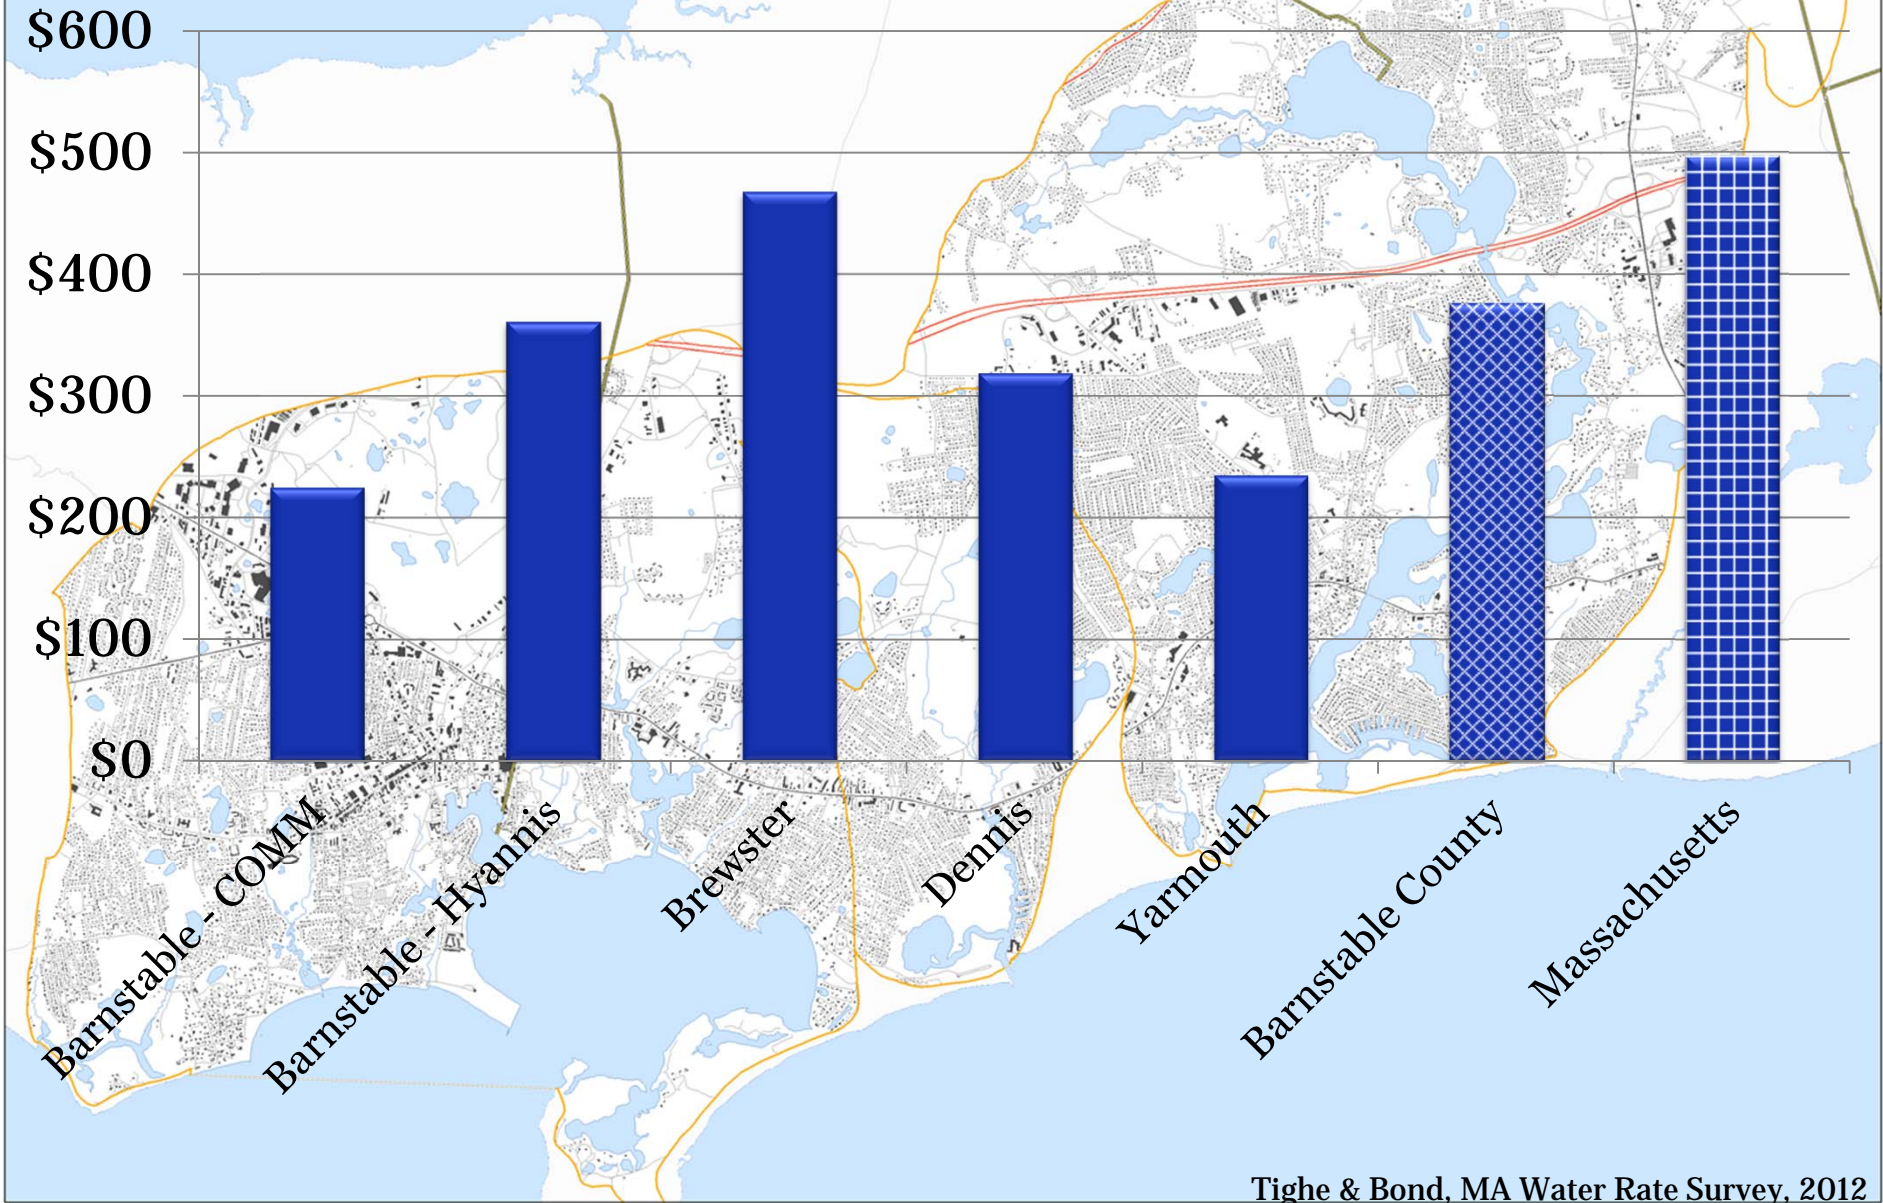 $600
$500
$400
$300
$200
$100
$0
Barnstable - COMM
Barnstable - Hyannis
Brewster
Dennis
Yarmouth
Barnstable County
Massachusetts
Tighe & Bond, MA Water Rate Survey, 2012